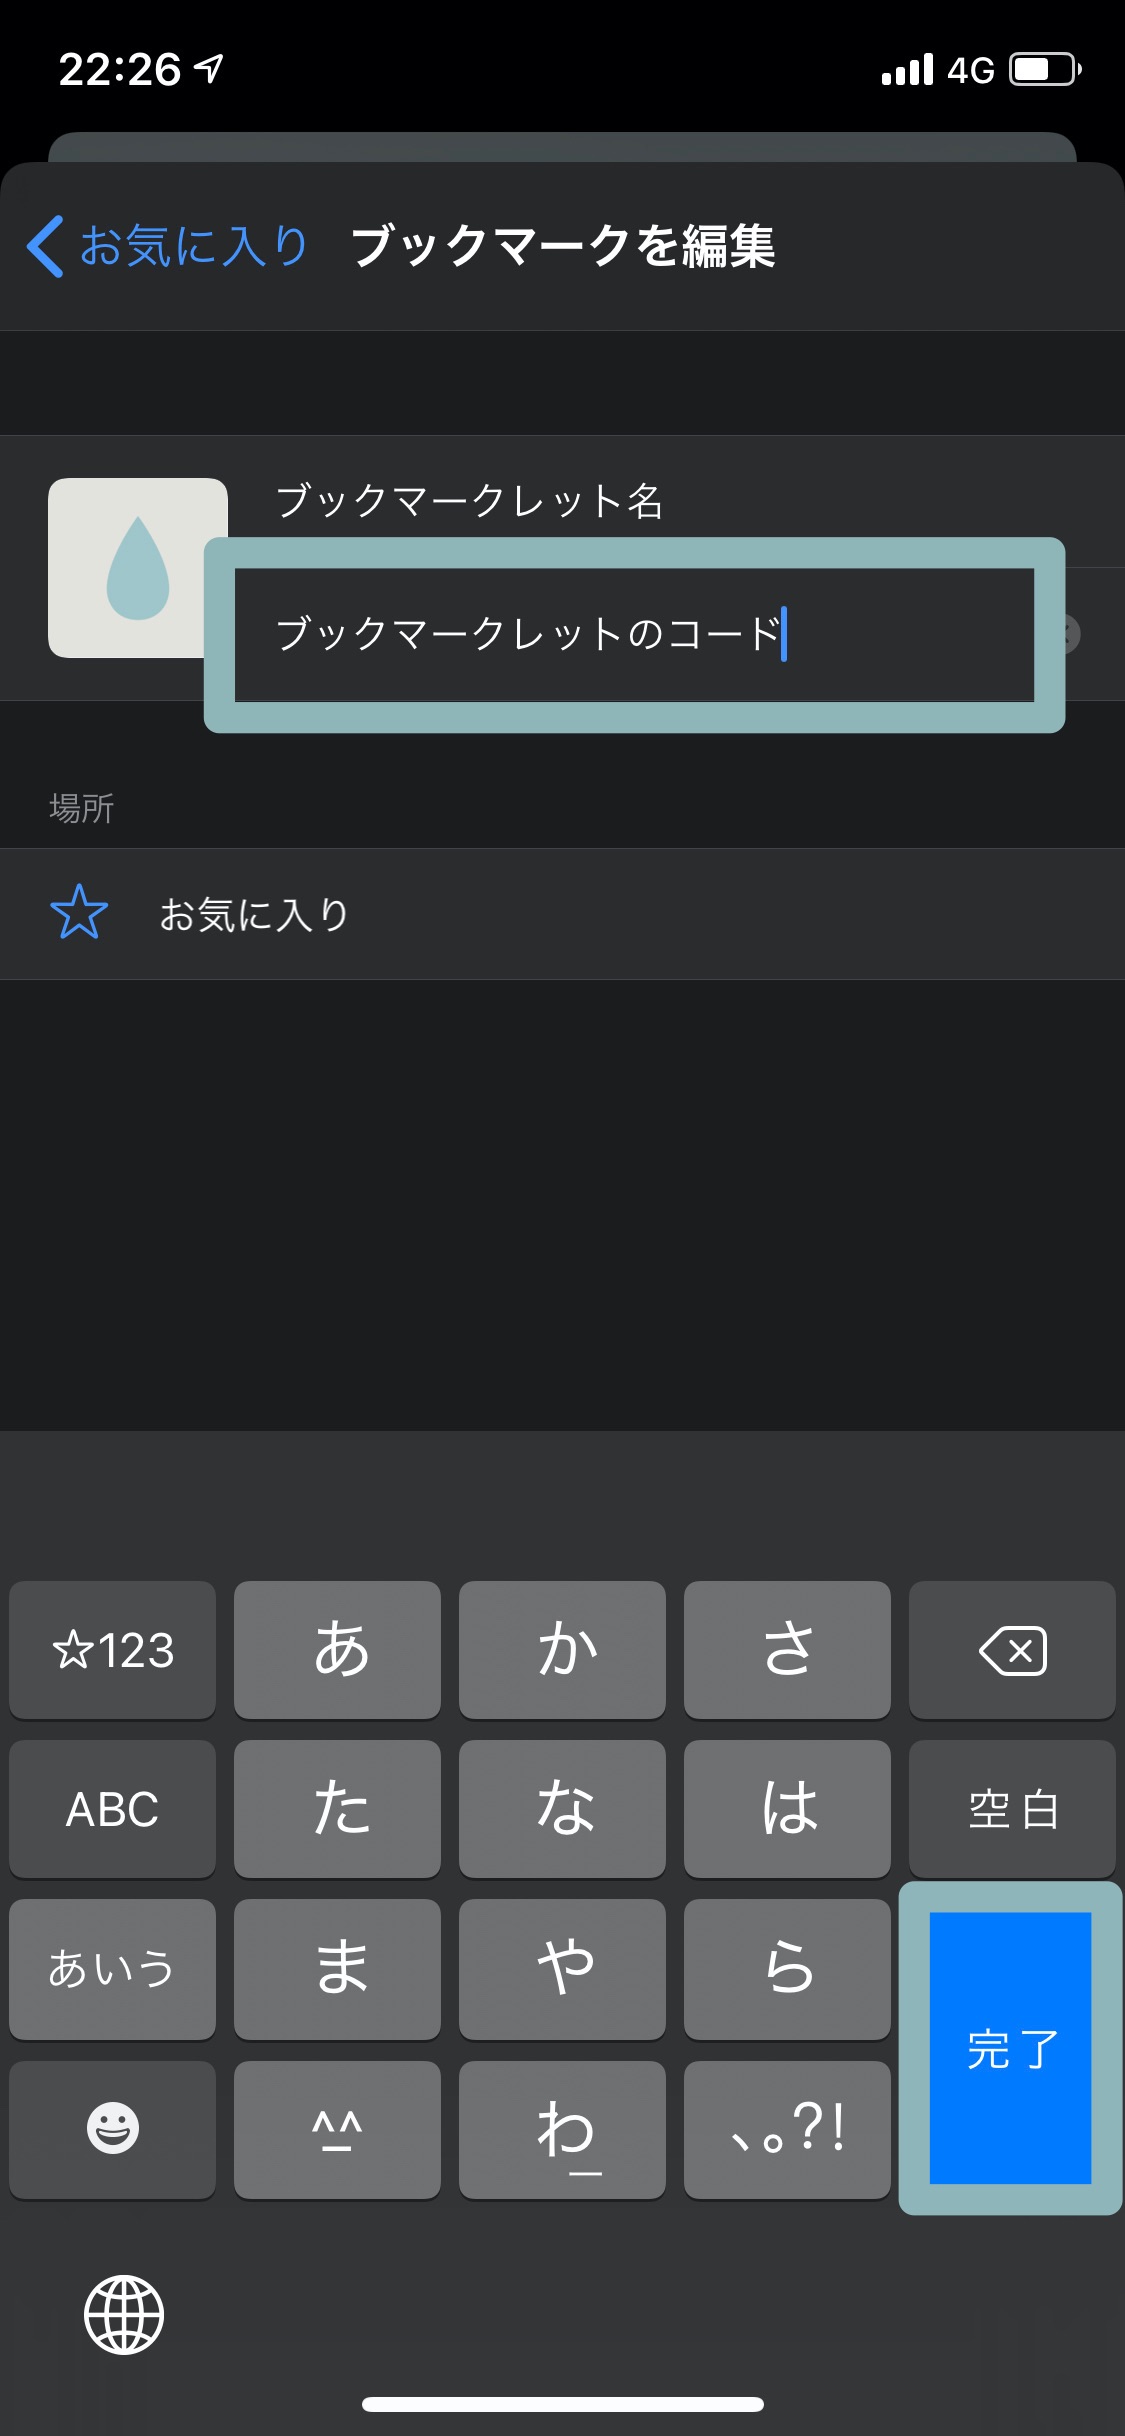 22:26 4G
お気に入り ブックマークを編集
ブックマークレット名
ブックマークレットのコード
場所
お気に入り
☆123 あ か さ
ABC た な は 空白
あいう ま や ら 完了
^_^ わ_ 、。?!